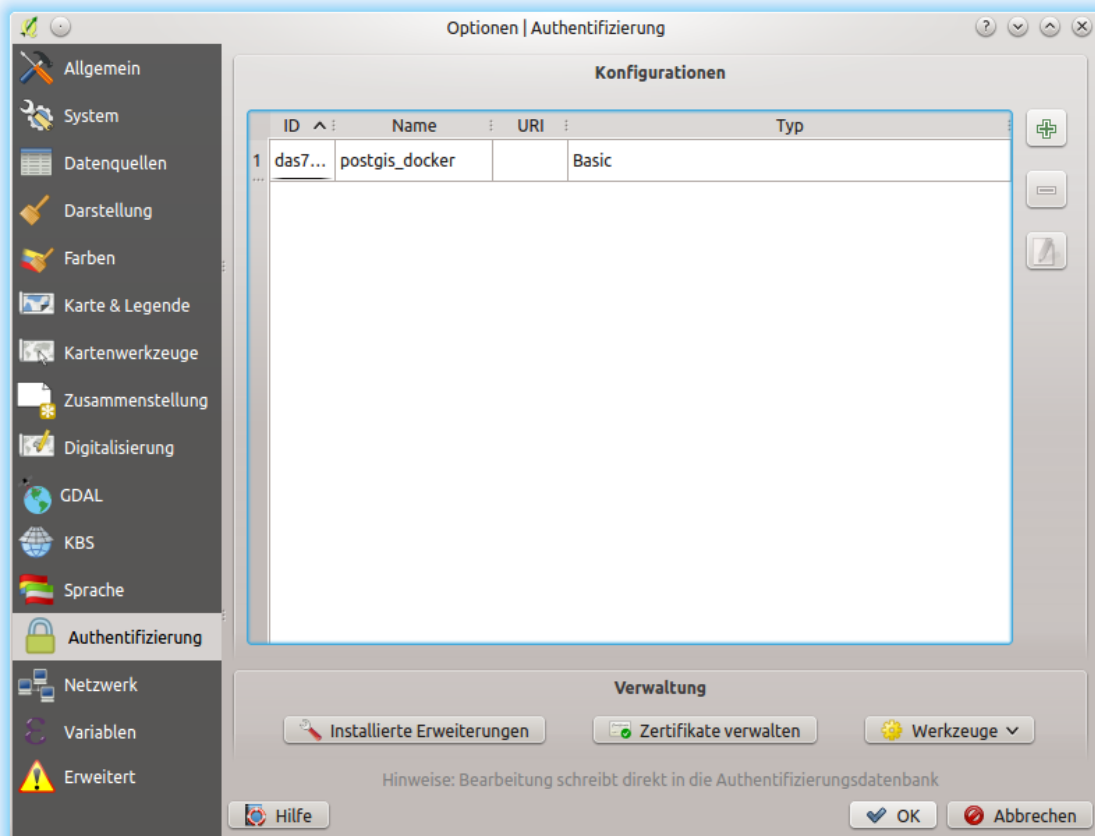 Optionen | Authentifizierung
Allgemein
System
Datenquellen
Darstellung
Farben
Karte & Legende
Kartenwerkzeuge
Zusammenstellung
Digitalisierung
GDAL
KBS
Sprache
Authentifizierung
Netzwerk
Variablen
Erweitert
Konfigurationen
ID Name URI Typ
1 das7... postgis_docker Basic
Verwaltung
Installierte Erweiterungen Zertifikate verwalten Werkzeuge
Hinweise: Bearbeitung schreibt direkt in die Authentifizierungsdatenbank
Hilfe OK Abbrechen